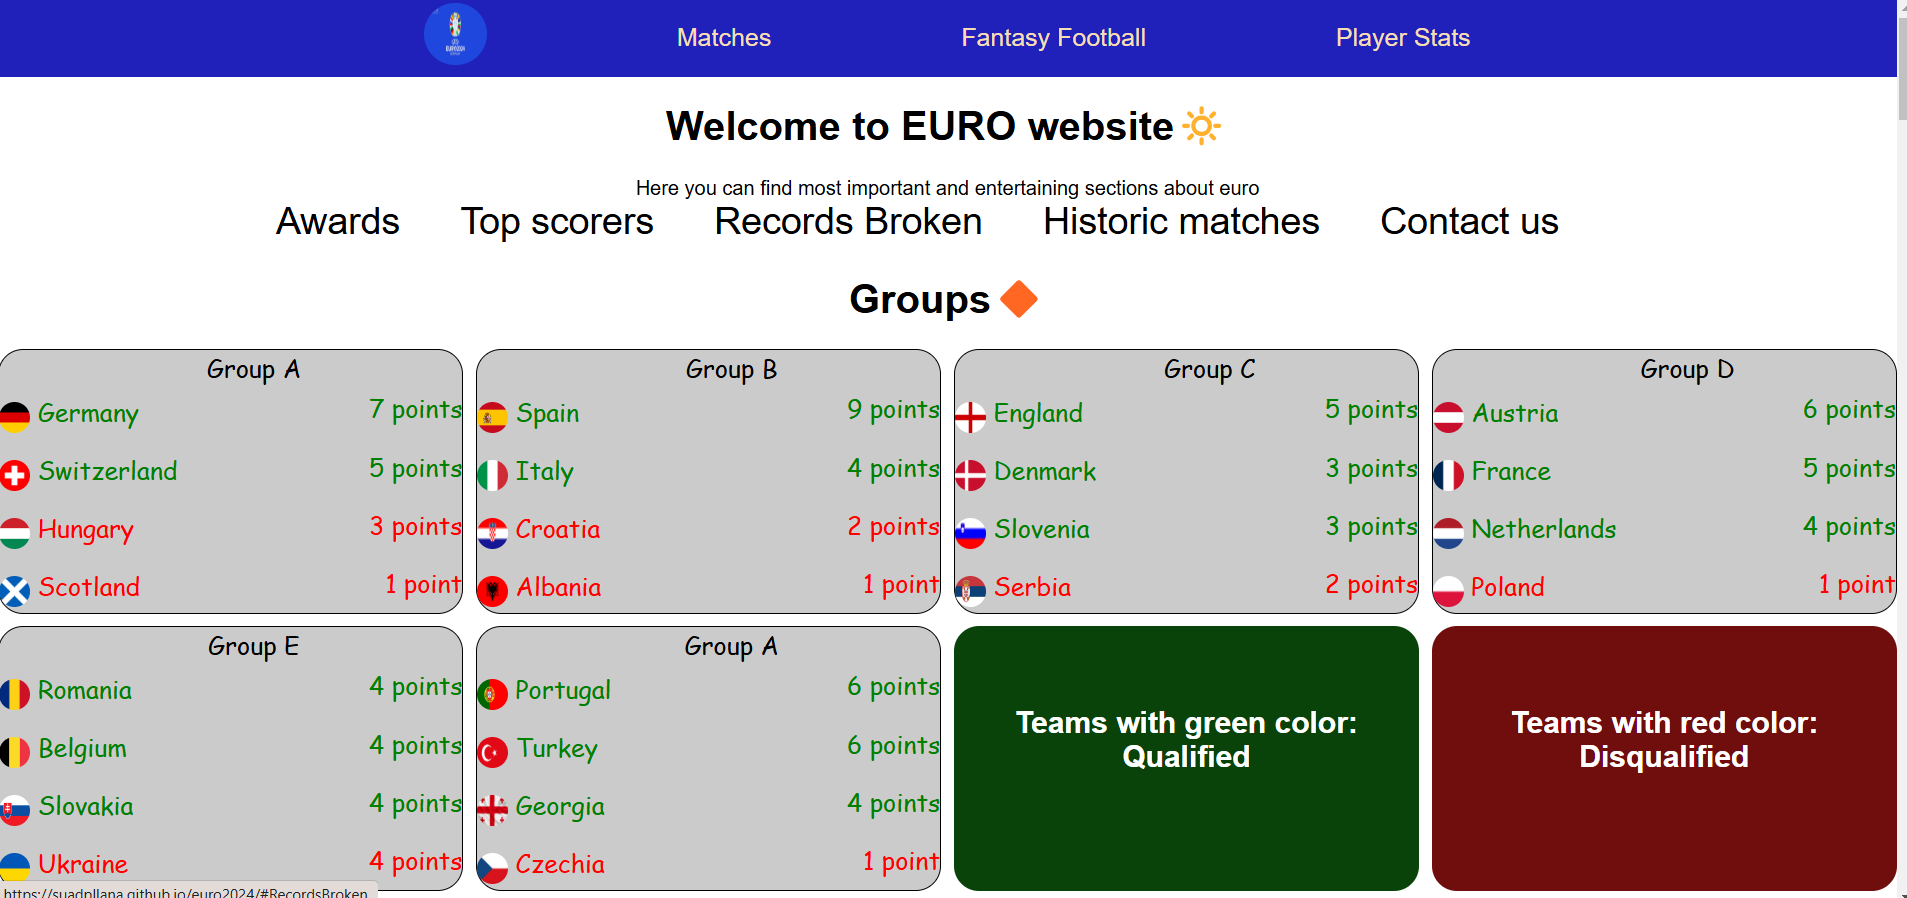 EURO2024
Matches
Fantasy Football
Player Stats
Welcome to EURO website
Here you can find most important and entertaining sections about euro
Awards
Top scorers
Records Broken
Historic matches
Contact us
Groups
Group A
Germany 7 points
Switzerland 5 points
Hungary 3 points
Scotland 1 point
Group B
Spain 9 points
Italy 4 points
Croatia 2 points
Albania 1 point
Group C
England 5 points
Denmark 3 points
Slovenia 3 points
Serbia 2 points
Group D
Austria 6 points
France 5 points
Netherlands 4 points
Poland 1 point
Group E
Romania 4 points
Belgium 4 points
Slovakia 4 points
Ukraine 4 points
Group A
Portugal 6 points
Turkey 6 points
Georgia 4 points
Czechia 1 point
Teams with green color:
Qualified
Teams with red color:
Disqualified
https://suadpllana.github.io/euro2024/#RecordsBroken